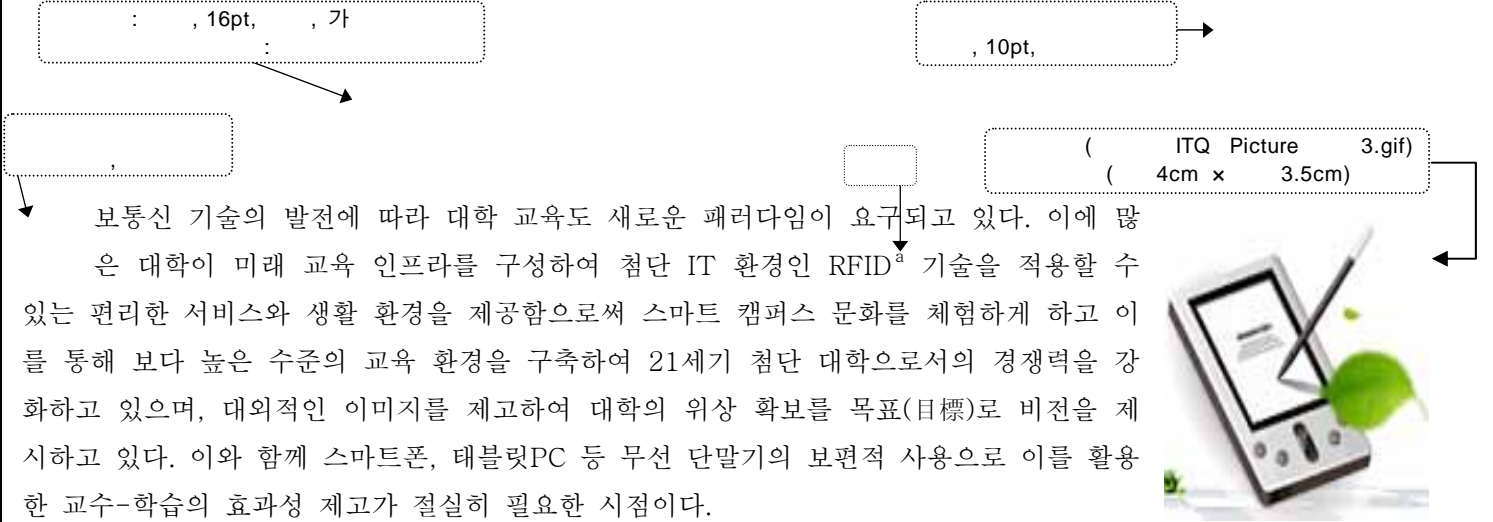 : , 16pt, , 가
:
, 10pt,
,
( ITQ Picture 3.gif)
( 4cm × 3.5cm)
보통신 기술의 발전에 따라 대학 교육도 새로운 패러다임이 요구되고 있다. 이에 많
은 대학이 미래 교육 인프라를 구성하여 첨단 IT 환경인 RFIDª 기술을 적용할 수
있는 편리한 서비스와 생활 환경을 제공함으로써 스마트 캠퍼스 문화를 체험하게 하고 이
를 통해 보다 높은 수준의 교육 환경을 구축하여 21세기 첨단 대학으로서의 경쟁력을 강
화하고 있으며, 대외적인 이미지를 제고하여 대학의 위상 확보를 목표(目標)로 비전을 제
시하고 있다. 이와 함께 스마트폰, 태블릿PC 등 무선 단말기의 보편적 사용으로 이를 활용
한 교수-학습의 효과성 제고가 절실히 필요한 시점이다.